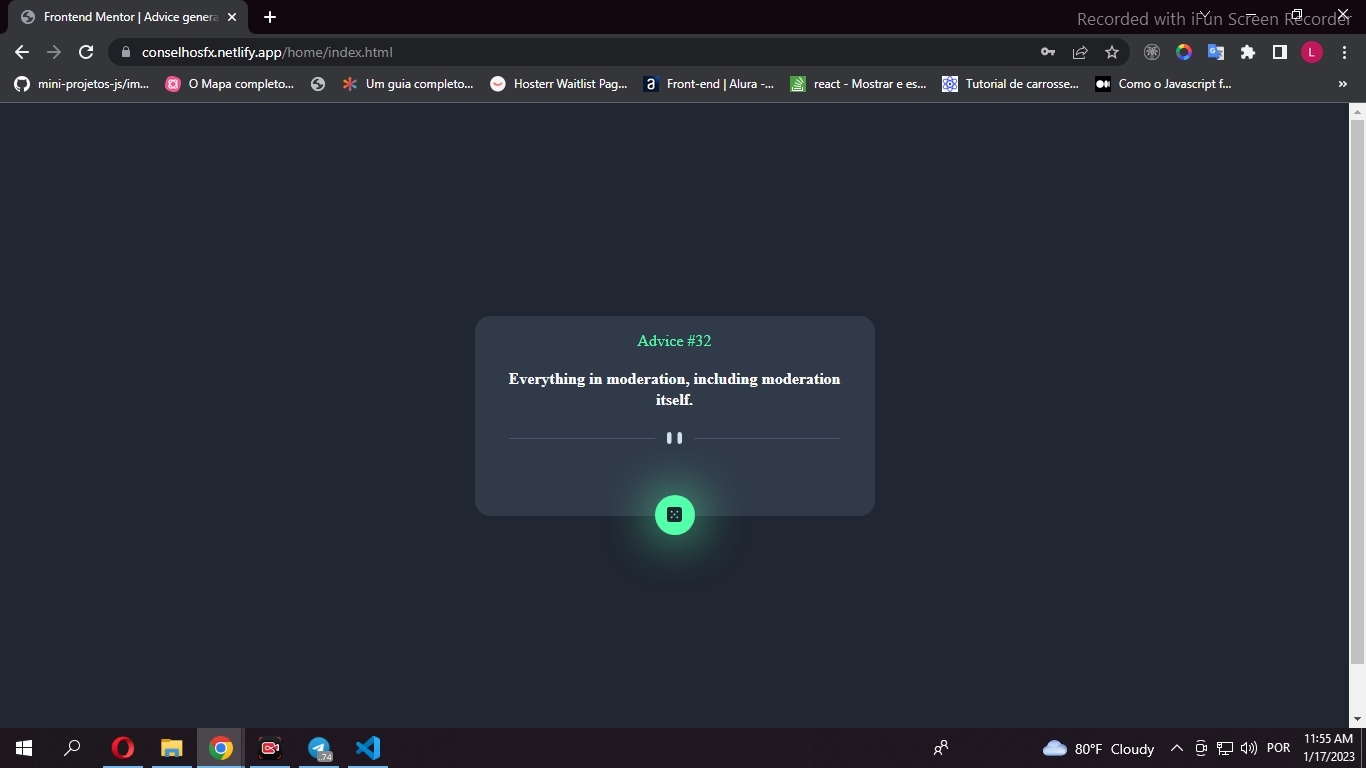 Frontend Mentor | Advice genera
Recorded with iFun Screen Recorder
conselhosfx.netlify.app/home/index.html
L
mini-projetos-js/im...
O Mapa completo...
Um guia completo...
Hosterr Waitlist Pag...
a
Front-end | Alura -...
react - Mostrar e es...
Tutorial de carrosse...
Como o Javascript f...
»
Advice #32
Everything in moderation, including moderation
itself.
74
80°F Cloudy
POR
11:55 AM
1/17/2023